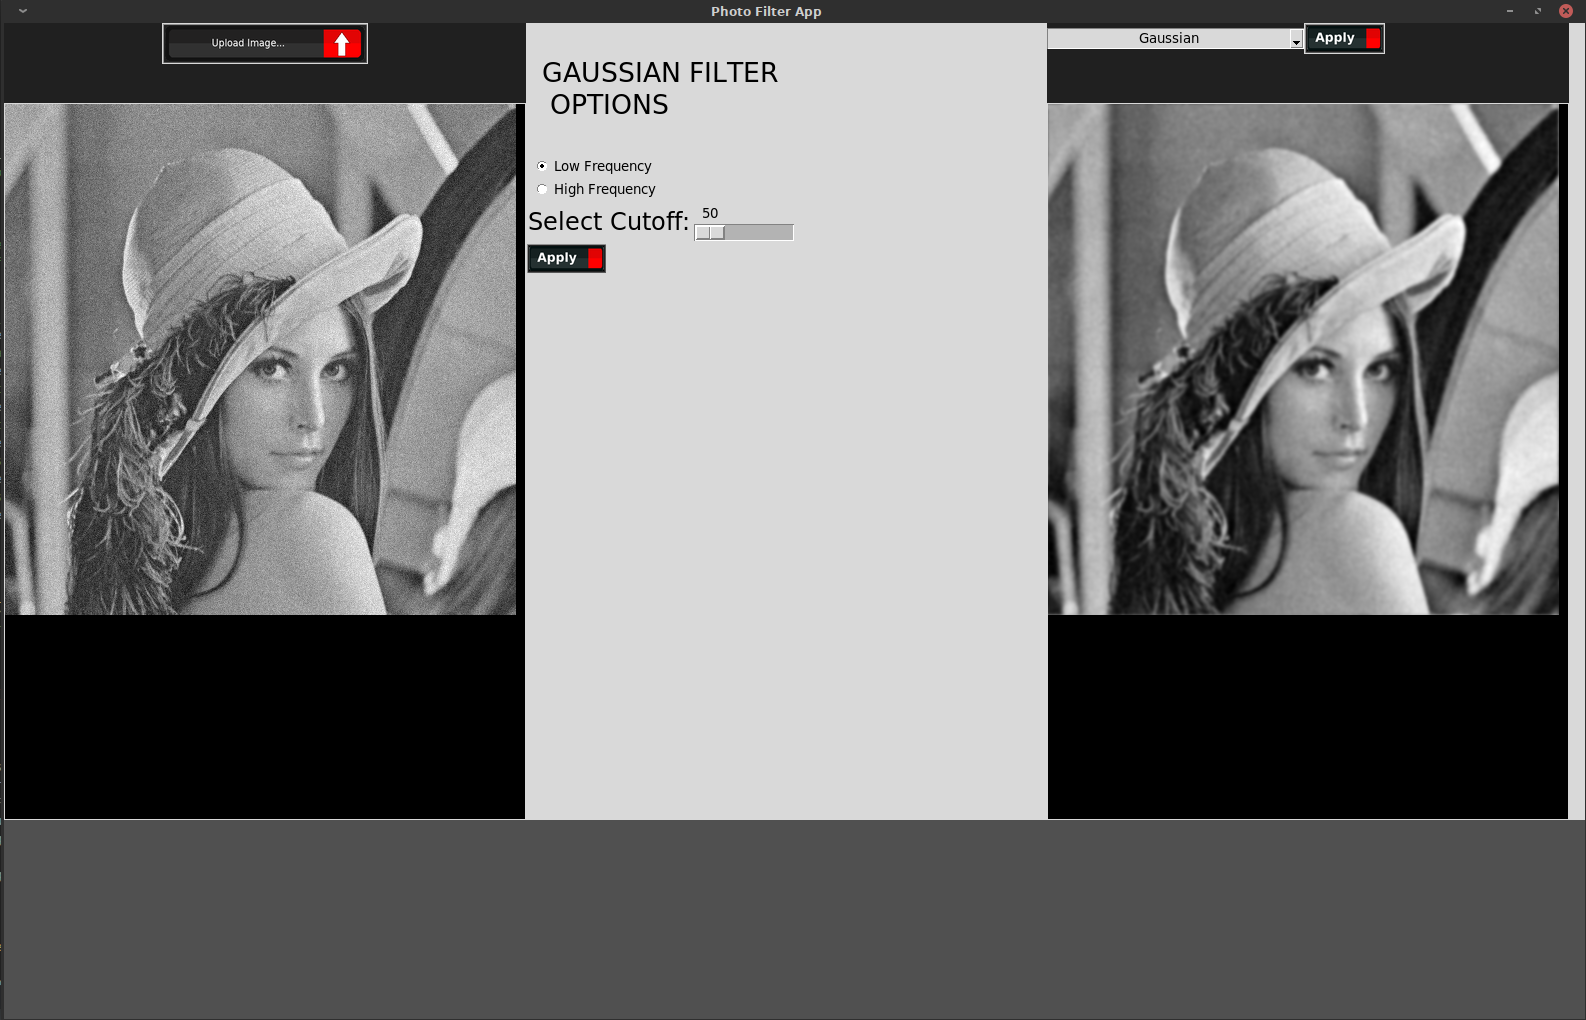 Photo Filter App
Upload Image...
GAUSSIAN FILTER
OPTIONS
Low Frequency
High Frequency
Select Cutoff:
50
Apply
Gaussian
Apply